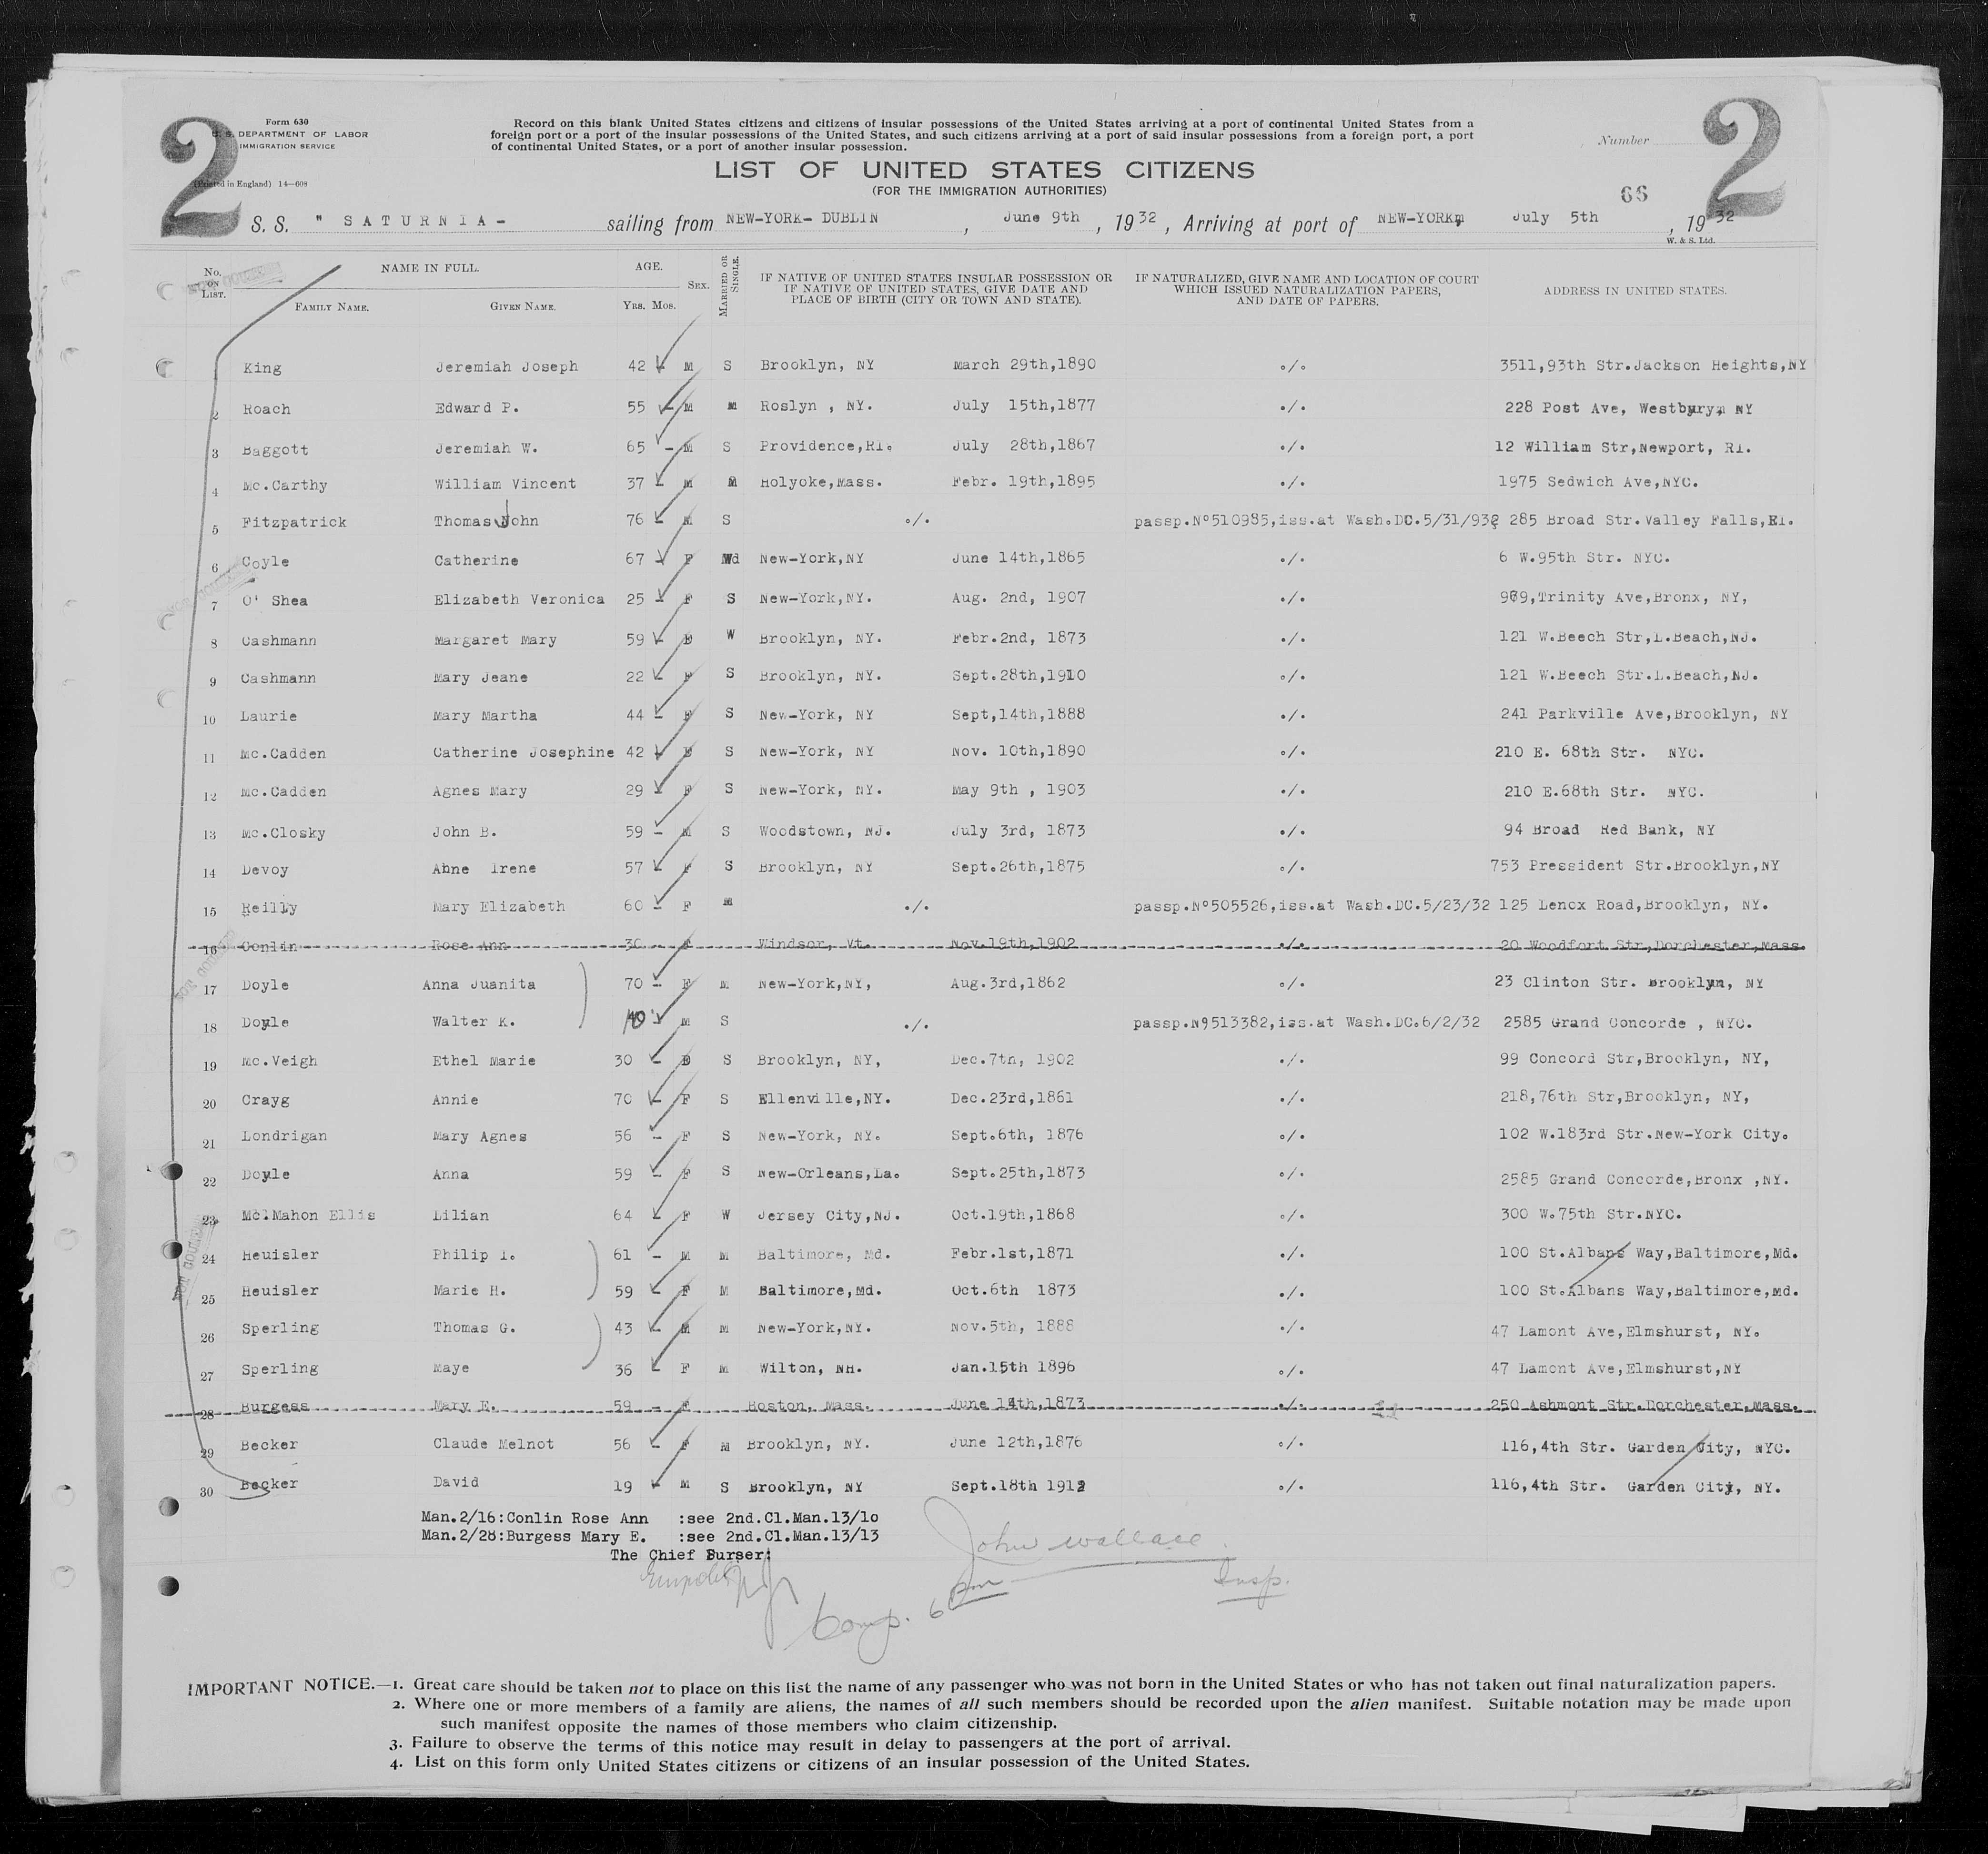 2
Form 630
U. S. DEPARTMENT OF LABOR
IMMIGRATION SERVICE
(Printed in England) 14—608
Record on this blank United States citizens and citizens of insular possessions of the United States arriving at a port of continental United States from a
foreign port or a port of the insular possessions of the United States, and such citizens arriving at a port of said insular possessions from a foreign port, a port
of continental United States, or a port of another insular possession.
Number
2
LIST OF UNITED STATES CITIZENS
(FOR THE IMMIGRATION AUTHORITIES)
66
S. S. " SATURNIA- sailing from NEW-YORK- DUBLIN , June 9th , 1932 , Arriving at port of NEW-YORK, July 5th , 1932
W. & S. Ltd.
No. ON LIST. NAME IN FULL. AGE. SEX. MARRIED OR SINGLE. IF NATIVE OF UNITED STATES INSULAR POSSESSION OR IF NATIVE OF UNITED STATES, GIVE DATE AND PLACE OF BIRTH (CITY OR TOWN AND STATE). IF NATURALIZED, GIVE NAME AND LOCATION OF COURT WHICH ISSUED NATURALIZATION PAPERS, AND DATE OF PAPERS. ADDRESS IN UNITED STATES.
FAMILY NAME. GIVEN NAME. YRS. MOS.
1 King Jeremiah Joseph 42 - M S Brooklyn, NY March 29th,1890 o/o 3511,93th Str.Jackson Heights,NY
2 Roach Edward P. 55 - M M Roslyn , NY. July 15th,1877 ./. 228 Post Ave, Westbury, NY
3 Baggott Jeremiah W. 65 - M S Providence,RI. July 28th,1867 ./. 12 William Str,Newport, RI.
4 Mc.Carthy William Vincent 37 - M M Holyoke,Mass. Febr. 19th,1895 ./. 1975 Sedwich Ave,NYC.
5 Fitzpatrick Thomas John 76 - M S ./. passp.No510985,iss.at Wash.DC.5/31/932 285 Broad Str.Valley Falls,RI.
6 Coyle Catherine 67 - F Wd New-York,NY June 14th,1865 ./. 6 W.95th Str. NYC.
7 O' Shea Elizabeth Veronica 25 - F S New-York,NY. Aug. 2nd, 1907 ./. 969,Trinity Ave,Bronx, NY,
8 Cashmann Margaret Mary 59 - F W Brooklyn, NY. Febr.2nd, 1873 ./. 121 W.Beech Str,L.Beach,NJ.
9 Cashmann Mary Jeane 22 - F S Brooklyn, NY. Sept.28th,1910 ./. 121 W.Beech Str.L.Beach,NJ.
10 Laurie Mary Martha 44 - F S New-York, NY Sept,14th,1888 ./. 241 Parkville Ave,Brooklyn, NY
11 Mc.Cadden Catherine Josephine 42 - F S New-York, NY Nov. 10th,1890 ./. 210 E. 68th Str. NYC.
12 Mc.Cadden Agnes Mary 29 - F S New-York, NY. May 9th , 1903 ./. 210 E.68th Str. NYC.
13 Mc.Closky John B. 59 - M S Woodstown, NJ. July 3rd, 1873 ./. 94 Broad Red Bank, NY
14 Devoy Anne Irene 57 - F S Brooklyn, NY Sept.26th,1875 ./. 753 Pressident Str.Brooklyn,NY
15 Reilly Mary Elizabeth 60 - F M ./. passp.No505526,iss.at Wash.DC.5/23/32 125 Lenox Road,Brooklyn, NY.
16 Conlin Rose Ann 30 - F Windsor, Vt. Nov.19th,1902 ./. 20 Woodfort Str,Dorchester,Mass.
17 Doyle Anna Juanita 70 - F M New-York,NY, Aug.3rd,1862 ./. 23 Clinton Str. Brooklyn, NY
18 Doyle Walter K. - M S ./. passp.No513382,iss.at Wash.DC.6/2/32 2585 Grand Concorde , NYC.
19 Mc.Veigh Ethel Marie 30 - F S Brooklyn, NY, Dec.7th, 1902 ./. 99 Concord Str,Brooklyn, NY,
20 Crayg Annie 70 - F S Ellenville,NY. Dec.23rd,1861 ./. 218,76th Str,Brooklyn, NY,
21 Londrigan Mary Agnes 56 - F S New-York, NY. Sept.6th, 1876 ./. 102 W.183rd Str.New-York City.
22 Doyle Anna 59 - F S New-Orleans,La. Sept.25th,1873 ./. 2585 Grand Concorde,Bronx ,NY.
23 Mc.Mahon Ellis Lilian 64 - F W Jersey City,NJ. Oct.19th,1868 ./. 300 W.75th Str.NYC.
24 Heuisler Philip I. 61 - M M Baltimore, Md. Febr.1st,1871 ./. 100 St.Albans Way,Baltimore,Md.
25 Heuisler Marie H. 59 - F M Baltimore,Md. Oct.6th 1873 ./. 100 St.Albans Way,Baltimore,Md.
26 Sperling Thomas G. 43 - M M New-York,NY. Nov.5th, 1888 ./. 47 Lamont Ave,Elmshurst, NY.
27 Sperling Maye 36 - F M Wilton, NH. Jan.15th 1896 ./. 47 Lamont Ave,Elmshurst,NY
28 Burgess Mary E. 59 - F Boston, Mass. June 14th,1873 ./. 250 Ashmont Str.Dorchester.Mass.
29 Becker Claude Melnot 56 - F M Brooklyn, NY. June 12th,1876 ./. 116,4th Str. Garden City, NYC.
30 Becker David 19 - M S Brooklyn, NY Sept.18th 1912 ./. 116,4th Str. Garden City, NY.
Man.2/16:Conlin Rose Ann :see 2nd.Cl.Man.13/10
Man.2/28:Burgess Mary E. :see 2nd.Cl.Man.13/13
The Chief Purser:
John Wallace
Insp.
Comp. 6 pm
IMPORTANT NOTICE.—1. Great care should be taken not to place on this list the name of any passenger who was not born in the United States or who has not taken out final naturalization papers.
2. Where one or more members of a family are aliens, the names of all such members should be recorded upon the alien manifest. Suitable notation may be made upon
such manifest opposite the names of those members who claim citizenship.
3. Failure to observe the terms of this notice may result in delay to passengers at the port of arrival.
4. List on this form only United States citizens or citizens of an insular possession of the United States.